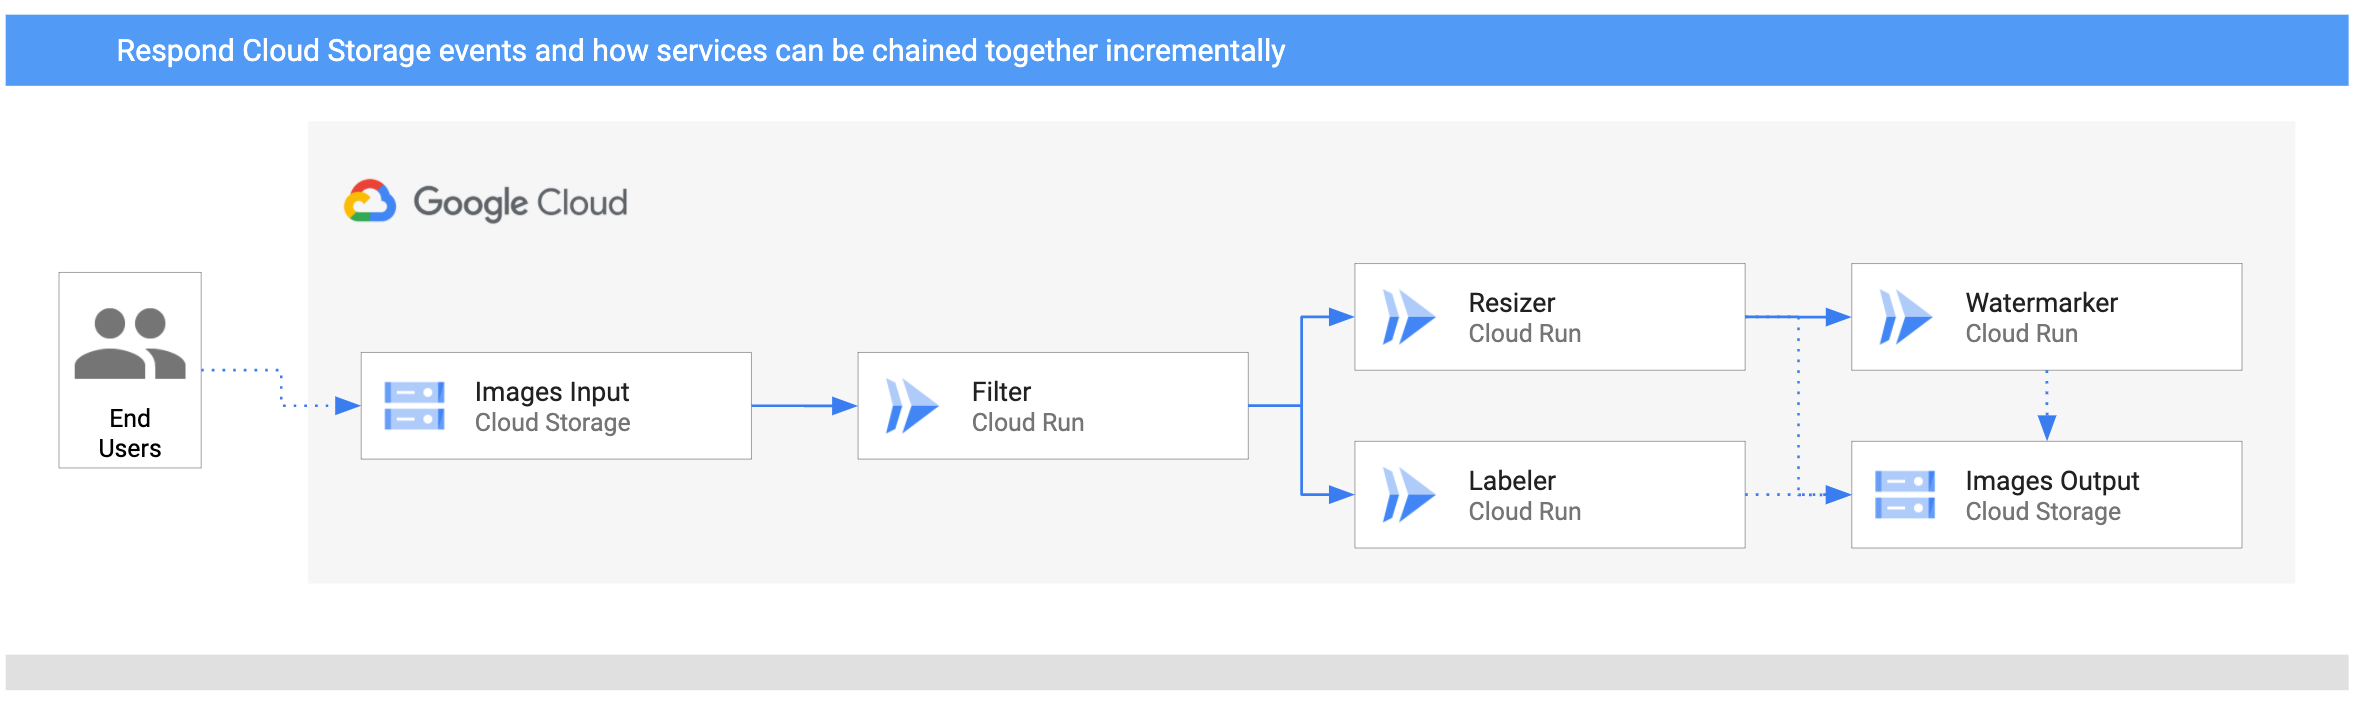 Respond Cloud Storage events and how services can be chained together incrementally
Google Cloud
End
Users
Images Input
Cloud Storage
Filter
Cloud Run
Resizer
Cloud Run
Labeler
Cloud Run
Watermarker
Cloud Run
Images Output
Cloud Storage